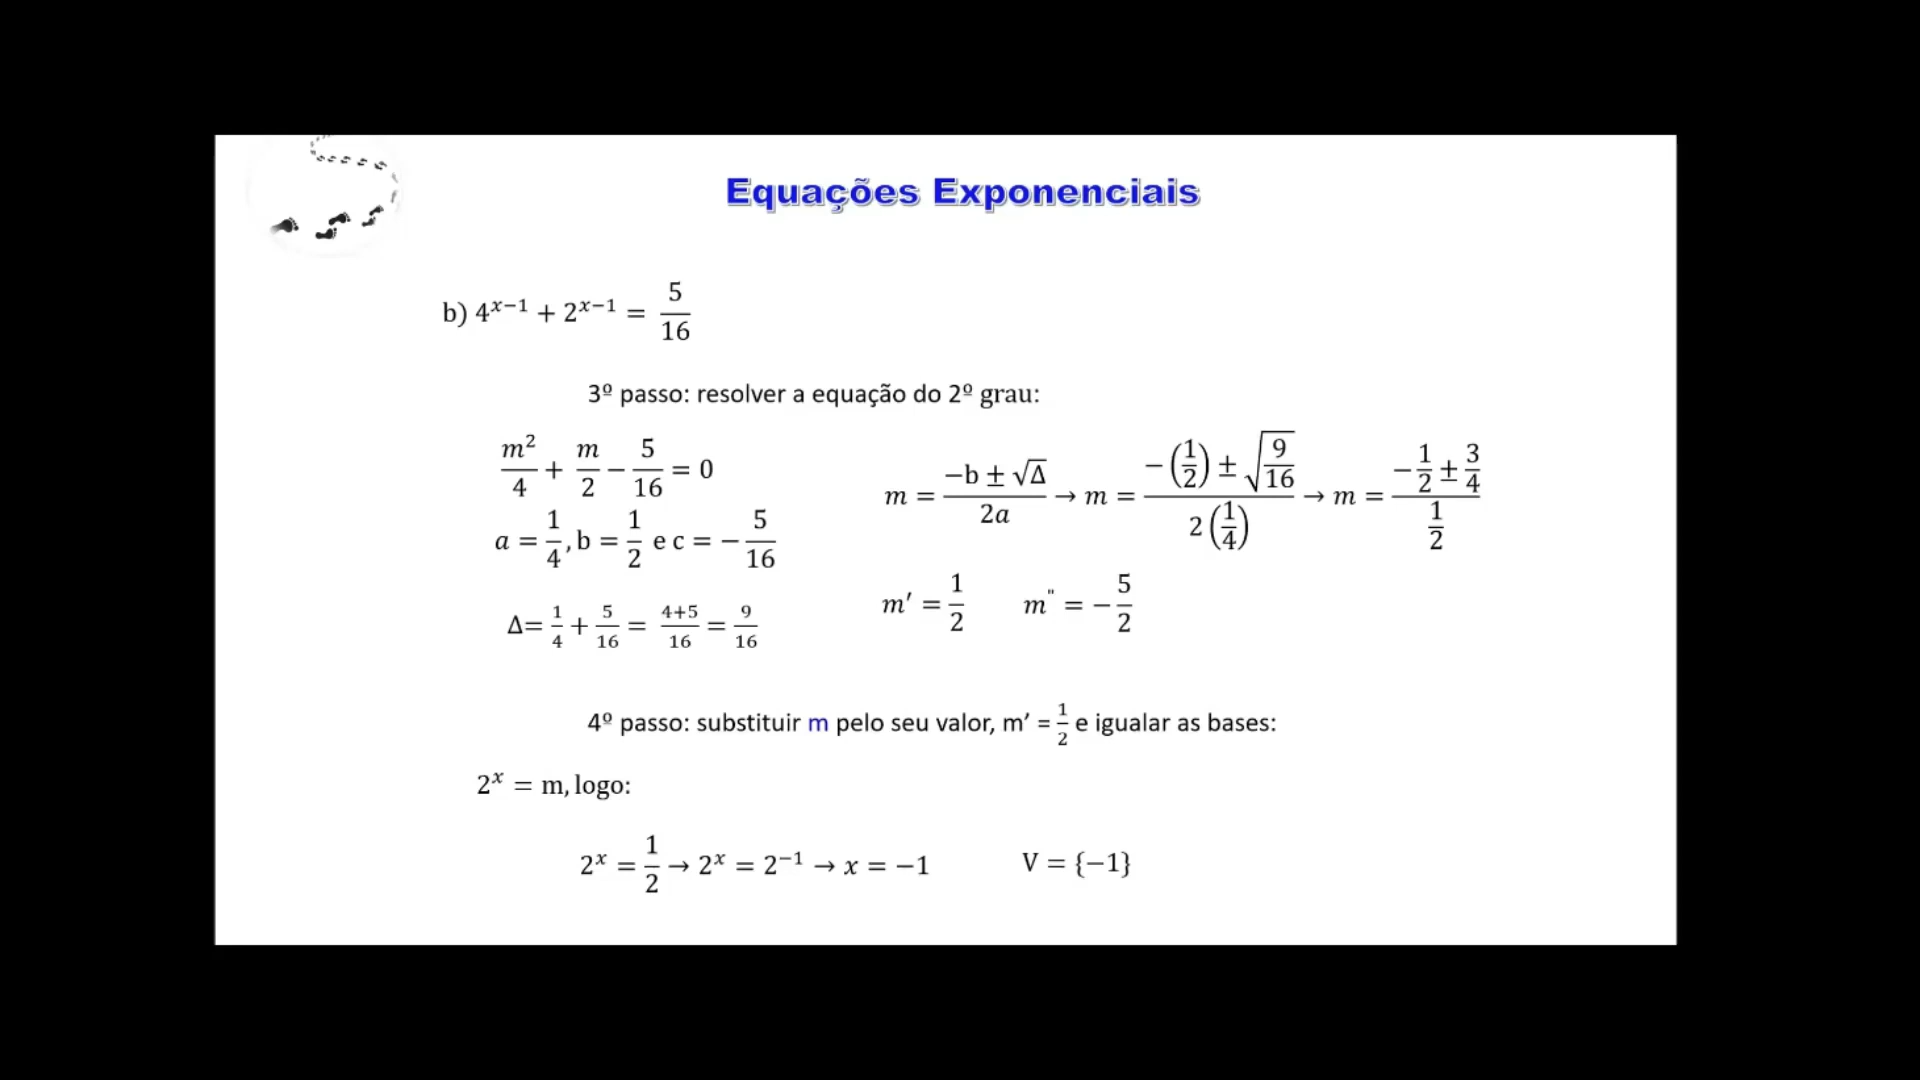 Equações Exponenciais
b) 4^{x−1} + 2^{x−1} = 5/16
3º passo: resolver a equação do 2º grau:
m²/4 + m/2 − 5/16 = 0
a = 1/4, b = 1/2 e c = − 5/16
Δ= 1/4 + 5/16 = 4+5/16 = 9/16
m = −b ± √Δ / 2a → m = −(1/2) ± √(9/16) / 2(1/4) → m = −1/2 ± 3/4 / 1/2
m′ = 1/2 m" = − 5/2
4º passo: substituir m pelo seu valor, m′ = 1/2 e igualar as bases:
2^x = m, logo:
2^x = 1/2 → 2^x = 2^{−1} → x = −1 V = {−1}